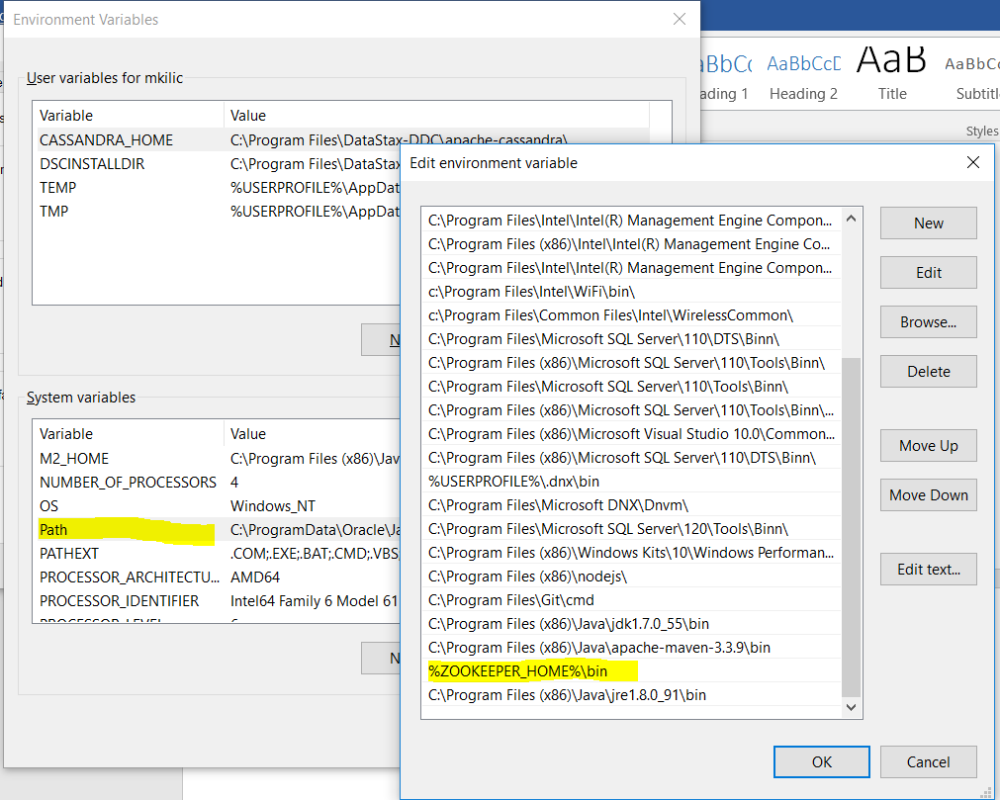 Environment Variables
User variables for mkilic
Variable Value
CASSANDRA_HOME C:\Program Files\DataStax-DDC\apache-cassandra\
DSCINSTALLDIR C:\Program Files\DataStax
TEMP %USERPROFILE%\AppDat
TMP %USERPROFILE%\AppDat
N
System variables
Variable Value
M2_HOME C:\Program Files (x86)\Jav
NUMBER_OF_PROCESSORS 4
OS Windows_NT
Path C:\ProgramData\Oracle\Ja
PATHEXT .COM;.EXE;.BAT;.CMD;.VBS;
PROCESSOR_ARCHITECTU... AMD64
PROCESSOR_IDENTIFIER Intel64 Family 6 Model 61
PROCESSOR_LEVEL 6
N
aBbCc AaBbCcD AaB AaBbCc
ading 1 Heading 2 Title Subtitl
Styles
Edit environment variable
C:\Program Files\Intel\Intel(R) Management Engine Compon...
C:\Program Files (x86)\Intel\Intel(R) Management Engine Co...
C:\Program Files\Intel\Intel(R) Management Engine Compon...
c:\Program Files\Intel\WiFi\bin\
c:\Program Files\Common Files\Intel\WirelessCommon\
C:\Program Files\Microsoft SQL Server\110\DTS\Binn\
C:\Program Files (x86)\Microsoft SQL Server\110\Tools\Binn\
C:\Program Files\Microsoft SQL Server\110\Tools\Binn\
C:\Program Files (x86)\Microsoft SQL Server\110\Tools\Binn\...
C:\Program Files (x86)\Microsoft Visual Studio 10.0\Common...
C:\Program Files (x86)\Microsoft SQL Server\110\DTS\Binn\
%USERPROFILE%\.dnx\bin
C:\Program Files\Microsoft DNX\Dnvm\
C:\Program Files\Microsoft SQL Server\120\Tools\Binn\
C:\Program Files (x86)\Windows Kits\10\Windows Performan...
C:\Program Files (x86)\nodejs\
C:\Program Files\Git\cmd
C:\Program Files (x86)\Java\jdk1.7.0_55\bin
C:\Program Files (x86)\Java\apache-maven-3.3.9\bin
%ZOOKEEPER_HOME%\bin
C:\Program Files (x86)\Java\jre1.8.0_91\bin
New
Edit
Browse...
Delete
Move Up
Move Down
Edit text...
OK
Cancel